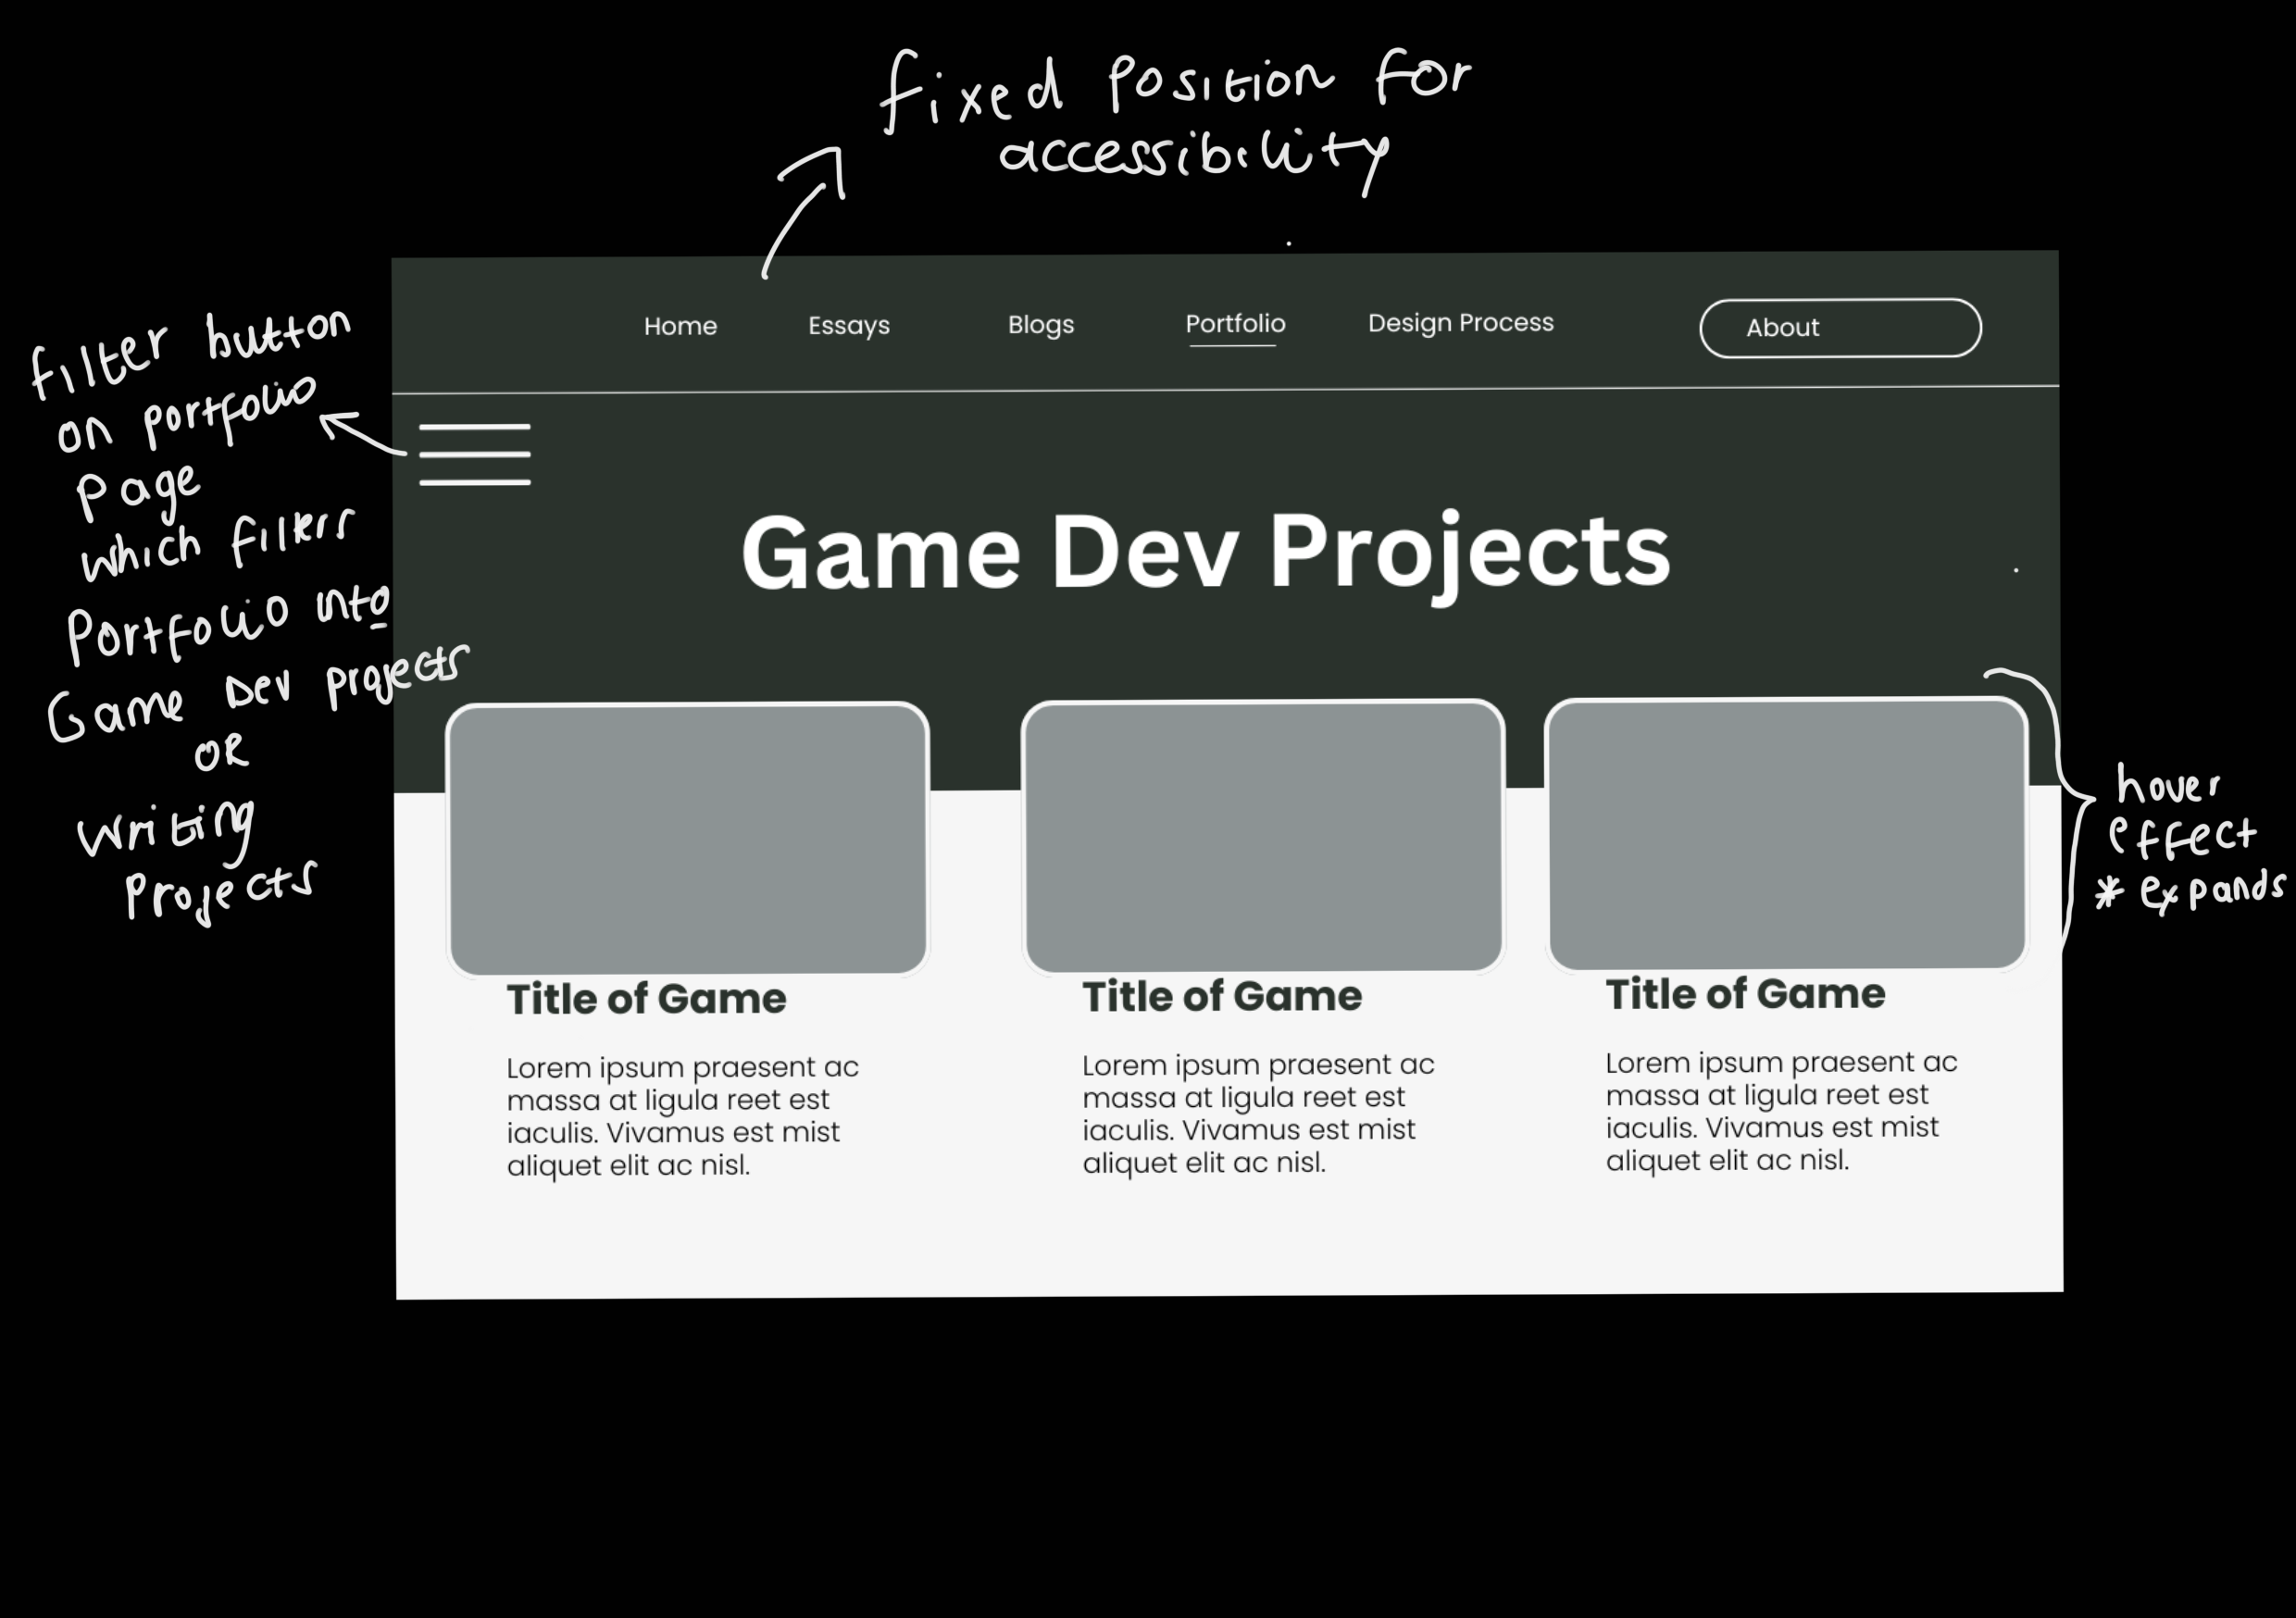 fixed position for
accessibility
Home Essays Blogs Portfolio Design Process About
filter button
on portfolio
page
which filters
Portfolio into
Game Dev projects
OR
writing
Projects
Game Dev Projects
hover
effect
* expands
Title of Game
Lorem ipsum praesent ac
massa at ligula reet est
iaculis. Vivamus est mist
aliquet elit ac nisl.
Title of Game
Lorem ipsum praesent ac
massa at ligula reet est
iaculis. Vivamus est mist
aliquet elit ac nisl.
Title of Game
Lorem ipsum praesent ac
massa at ligula reet est
iaculis. Vivamus est mist
aliquet elit ac nisl.